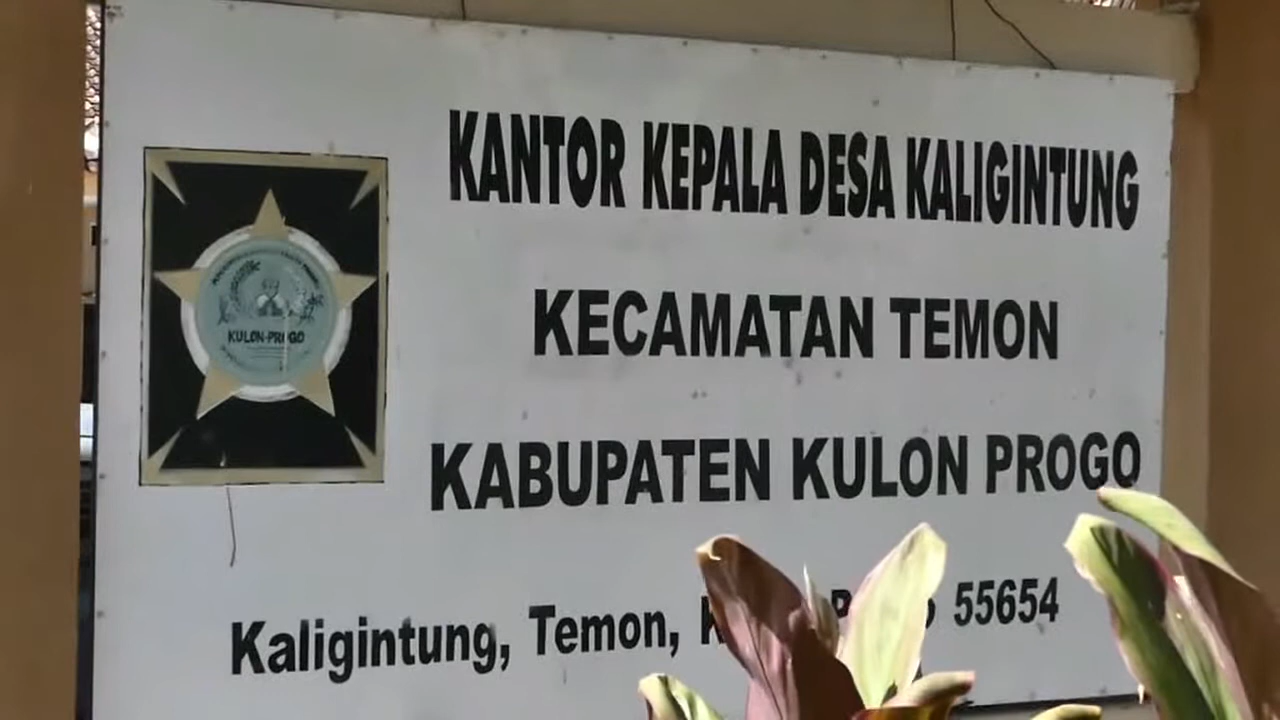 KANTOR KEPALA DESA KALIGINTUNG
KECAMATAN TEMON
KABUPATEN KULON PROGO
Kaligintung, Temon, 55654
KULON-PROGO